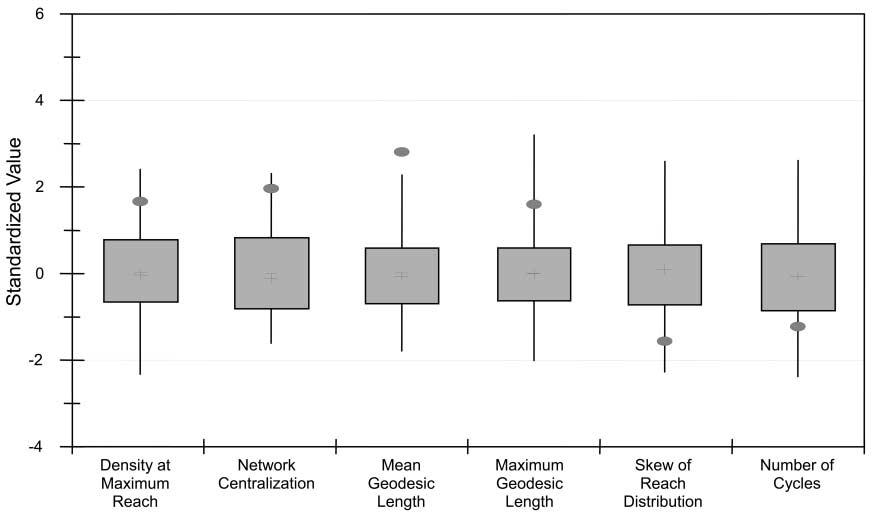 6
4
2
0
-2
-4
Standardized Value
Density at
Maximum
Reach
Network
Centralization
Mean
Geodesic
Length
Maximum
Geodesic
Length
Skew of
Reach
Distribution
Number of
Cycles